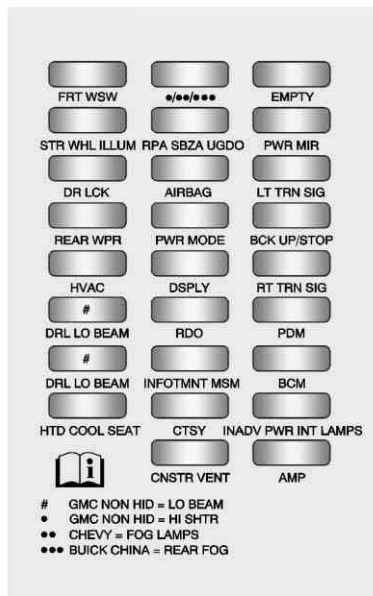 FRT WSW ●/●●/●●● EMPTY
STR WHL ILLUM RPA SBZA UGDO PWR MIR
DR LCK AIRBAG LT TRN SIG
REAR WPR PWR MODE BCK UP/STOP
HVAC DSPLY RT TRN SIG
#
DRL LO BEAM RDO PDM
#
DRL LO BEAM INFOTMNT MSM BCM
HTD COOL SEAT CTSY INADV PWR INT LAMPS
i
CNSTR VENT AMP
# GMC NON HID = LO BEAM
● GMC NON HID = HI SHTR
●● CHEVY = FOG LAMPS
●●● BUICK CHINA = REAR FOG